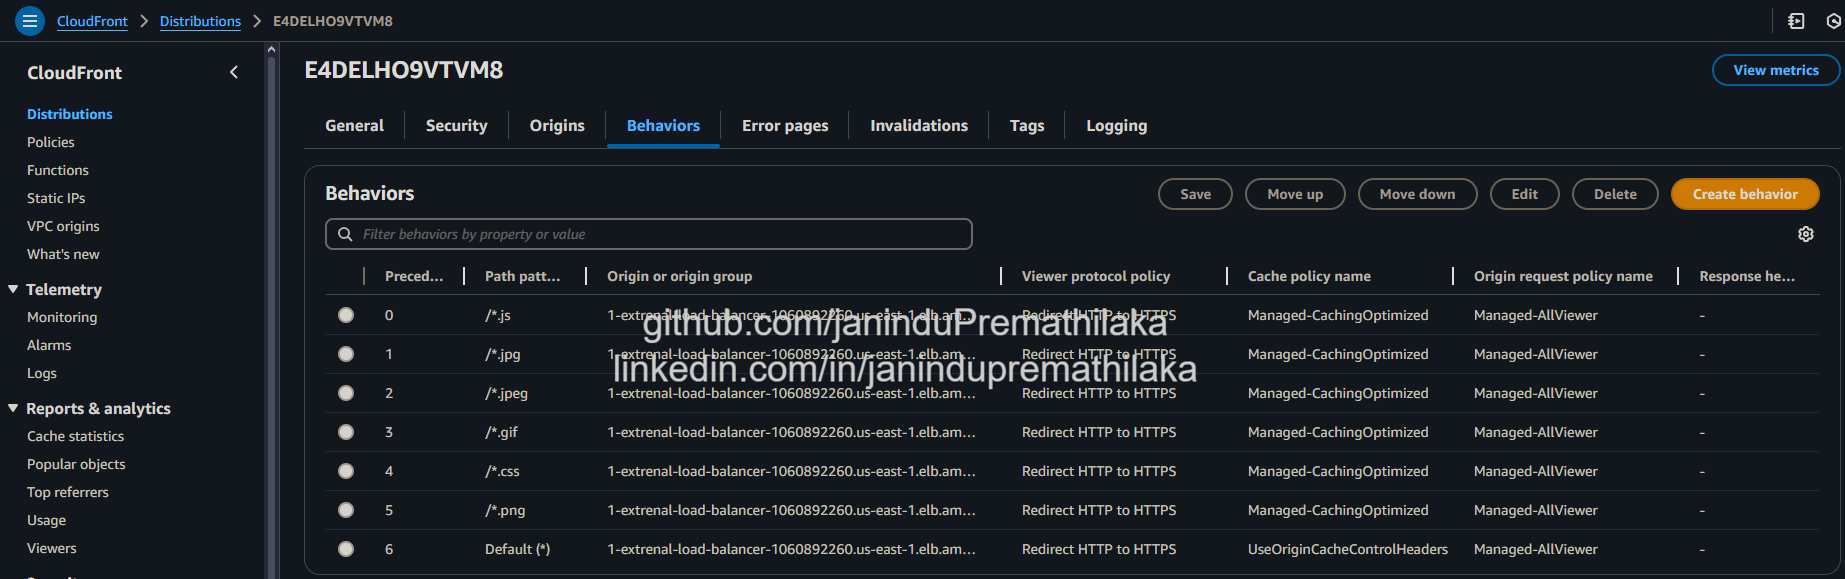 CloudFront > Distributions > E4DELHO9VTVM8
CloudFront
Distributions
Policies
Functions
Static IPs
VPC origins
What's new
Telemetry
Monitoring
Alarms
Logs
Reports & analytics
Cache statistics
Popular objects
Top referrers
Usage
Viewers
E4DELHO9VTVM8
View metrics
General Security Origins Behaviors Error pages Invalidations Tags Logging
Behaviors
Save Move up Move down Edit Delete Create behavior
Filter behaviors by property or value
Preced... Path patt... Origin or origin group Viewer protocol policy Cache policy name Origin request policy name Response he...
0 /*.js 1-extrenal-load-balancer-1060892260.us-east-1.elb.am... Redirect HTTP to HTTPS Managed-CachingOptimized Managed-AllViewer -
github.com/janinduPremathilaka
1 /*.jpg 1-extrenal-load-balancer-1060892260.us-east-1.elb.am... Redirect HTTP to HTTPS Managed-CachingOptimized Managed-AllViewer -
linkedin.com/in/janindupremathilaka
2 /*.jpeg 1-extrenal-load-balancer-1060892260.us-east-1.elb.am... Redirect HTTP to HTTPS Managed-CachingOptimized Managed-AllViewer -
3 /*.gif 1-extrenal-load-balancer-1060892260.us-east-1.elb.am... Redirect HTTP to HTTPS Managed-CachingOptimized Managed-AllViewer -
4 /*.css 1-extrenal-load-balancer-1060892260.us-east-1.elb.am... Redirect HTTP to HTTPS Managed-CachingOptimized Managed-AllViewer -
5 /*.png 1-extrenal-load-balancer-1060892260.us-east-1.elb.am... Redirect HTTP to HTTPS Managed-CachingOptimized Managed-AllViewer -
6 Default (*) 1-extrenal-load-balancer-1060892260.us-east-1.elb.am... Redirect HTTP to HTTPS UseOriginCacheControlHeaders Managed-AllViewer -